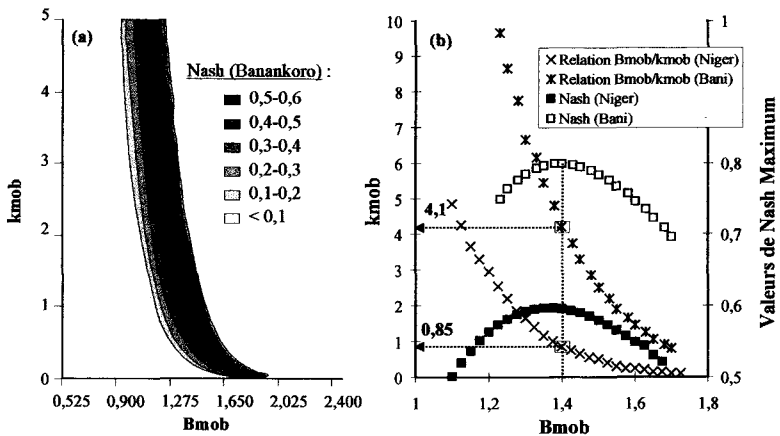 (a)
5
4
3
2
1
0
kmob
0,525 0,900 1,275 1,650 2,025 2,400
Bmob
Nash (Banankoro) :
0,5-0,6
0,4-0,5
0,3-0,4
0,2-0,3
0,1-0,2
< 0,1
(b)
10
9
8
7
6
5
4
3
2
1
0
kmob
Relation Bmob/kmob (Niger)
Relation Bmob/kmob (Bani)
Nash (Niger)
Nash (Bani)
4,1
0,85
1 1,2 1,4 1,6 1,8
Bmob
1
0,9
0,8
0,7
0,6
0,5
Valeurs de Nash Maximum